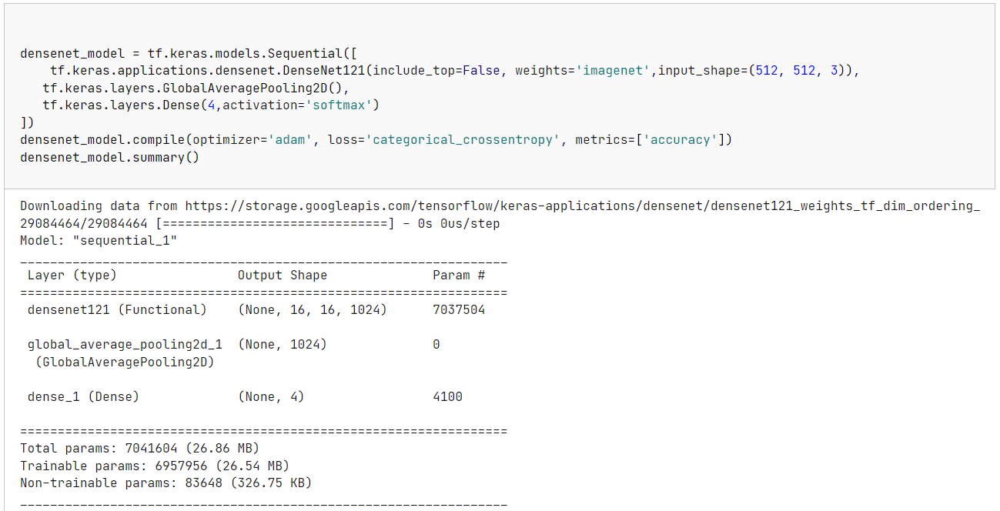 densenet_model = tf.keras.models.Sequential([
    tf.keras.applications.densenet.DenseNet121(include_top=False, weights='imagenet',input_shape=(512, 512, 3)),
   tf.keras.layers.GlobalAveragePooling2D(),
   tf.keras.layers.Dense(4,activation='softmax')
])
densenet_model.compile(optimizer='adam', loss='categorical_crossentropy', metrics=['accuracy'])
densenet_model.summary()
Downloading data from https://storage.googleapis.com/tensorflow/keras-applications/densenet/densenet121_weights_tf_dim_ordering_
29084464/29084464 [==============================] - 0s 0us/step
Model: "sequential_1"
_________________________________________________________________
 Layer (type)                Output Shape              Param #
=================================================================
 densenet121 (Functional)    (None, 16, 16, 1024)      7037504
 global_average_pooling2d_1  (None, 1024)              0
  (GlobalAveragePooling2D)
 dense_1 (Dense)             (None, 4)                 4100
=================================================================
Total params: 7041604 (26.86 MB)
Trainable params: 6957956 (26.54 MB)
Non-trainable params: 83648 (326.75 KB)
_________________________________________________________________